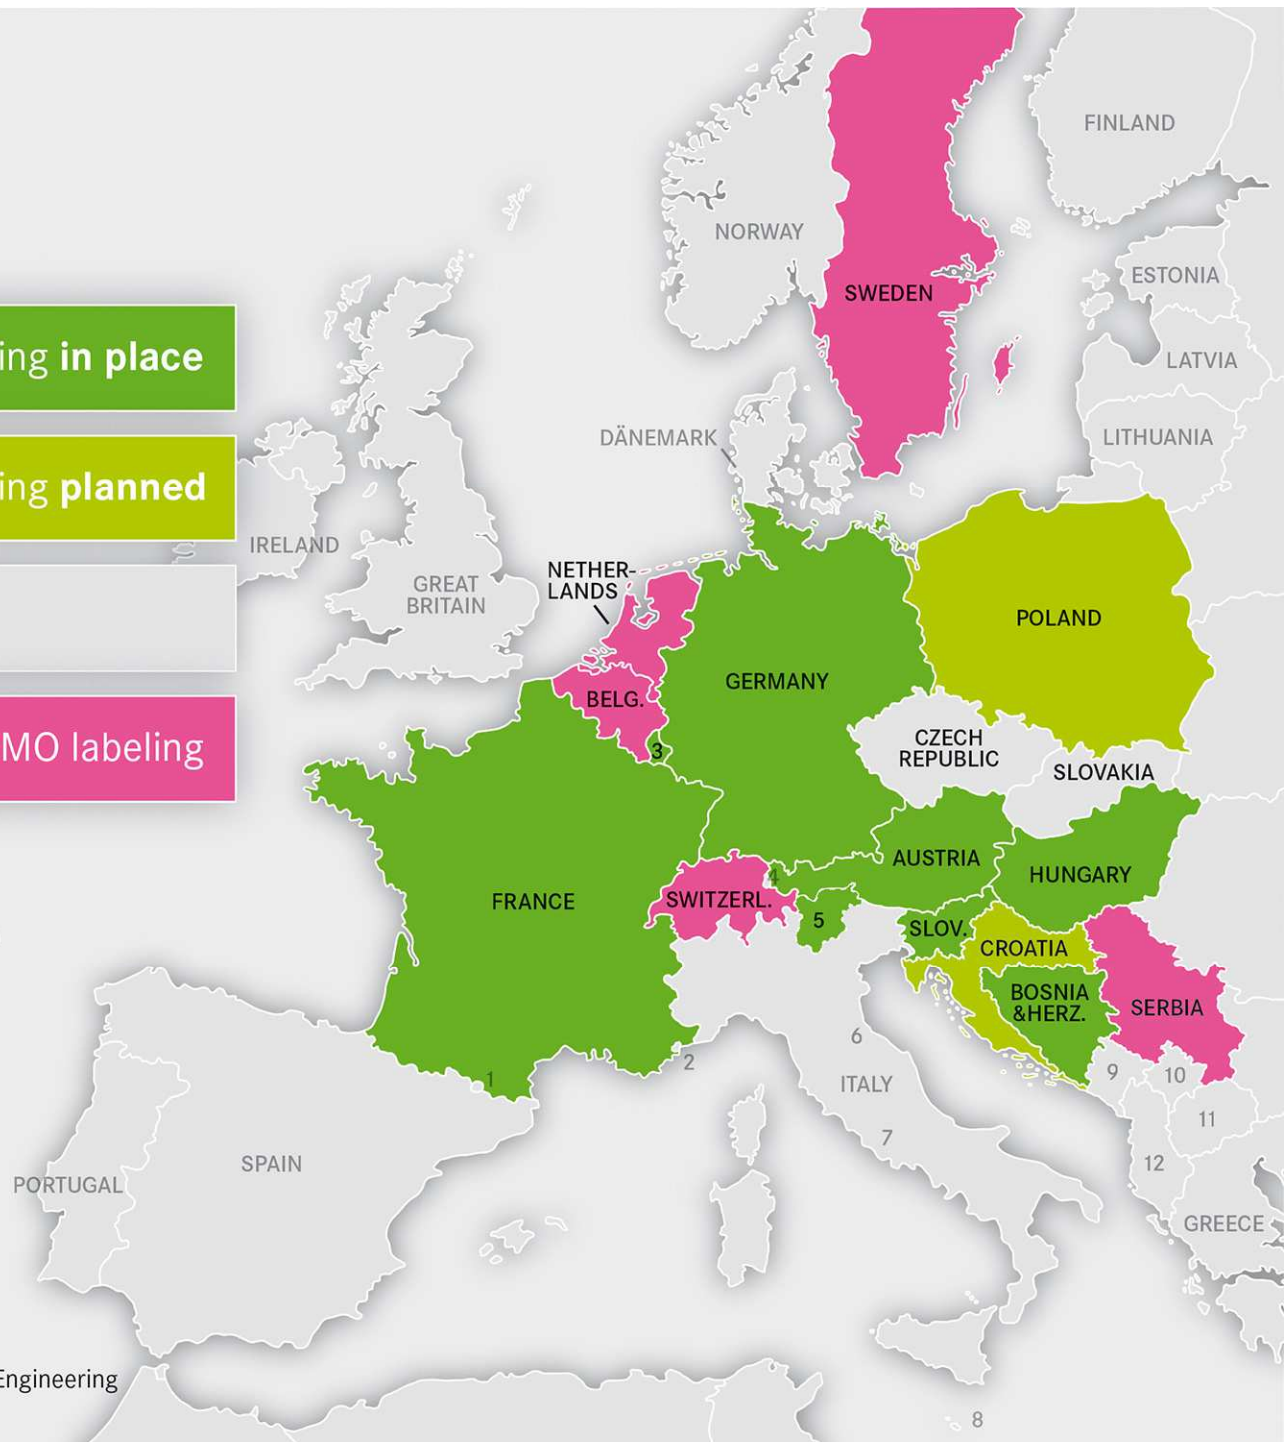 FINLAND
NORWAY
ESTONIA
SWEDEN
ing in place
LATVIA
DÄNEMARK
LITHUANIA
ing planned
IRELAND
NETHER-
LANDS
GREAT
BRITAIN
POLAND
GERMANY
BELG.
MO labeling
3
CZECH
REPUBLIC
SLOVAKIA
AUSTRIA
HUNGARY
4
FRANCE
SWITZERL.
5
SLOV.
CROATIA
BOSNIA
&HERZ.
SERBIA
6
2
1
9
10
ITALY
11
7
SPAIN
12
PORTUGAL
GREECE
Engineering
8